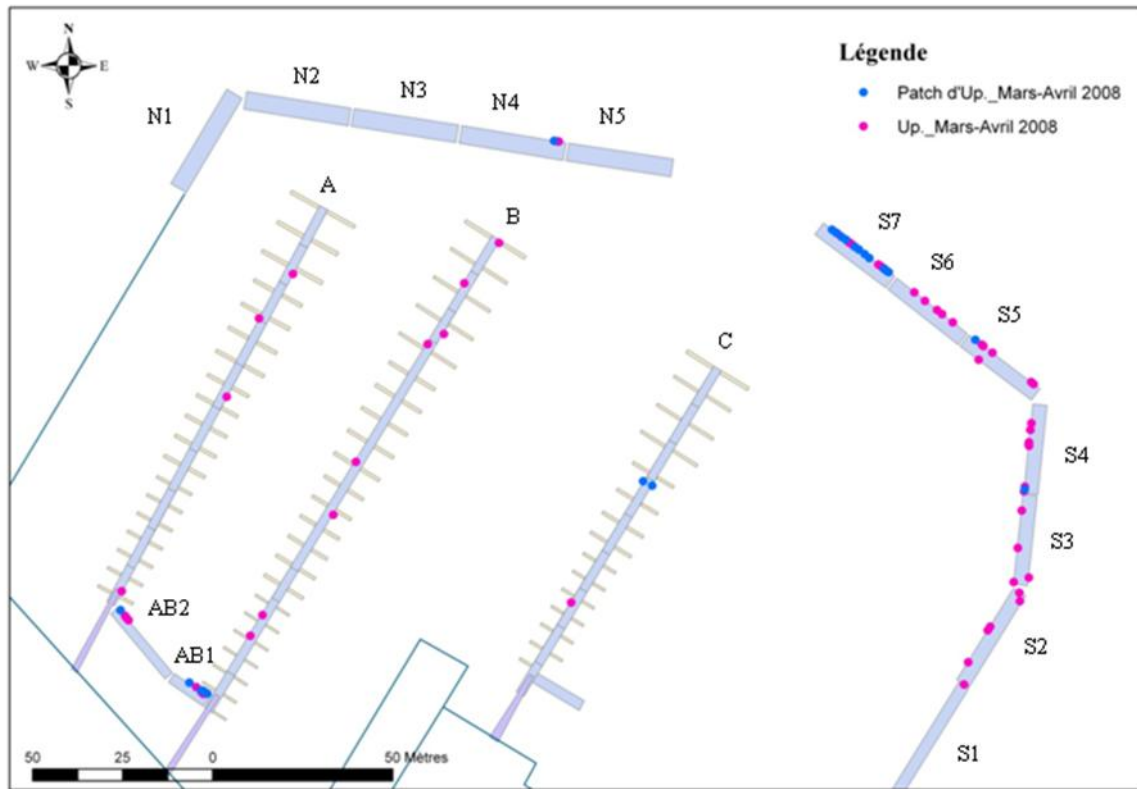 N
W E
S
N1
N2
N3
N4
N5
Légende
Patch d'Up._Mars-Avril 2008
Up._Mars-Avril 2008
A
B
C
S7
S6
S5
S4
S3
S2
S1
AB2
AB1
50 25 0 50 Mètres